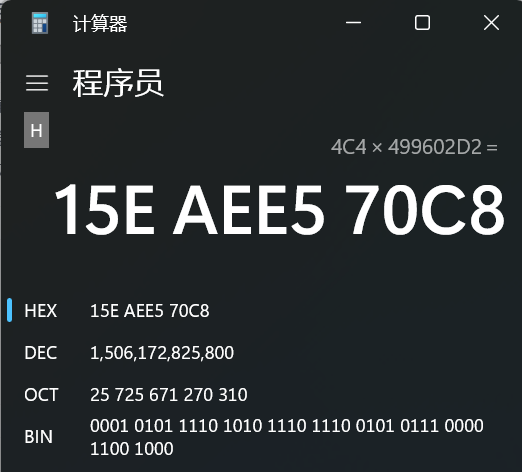 计算器
程序员
H
4C4 × 499602D2 =
15E AEE5 70C8
HEX 15E AEE5 70C8
DEC 1,506,172,825,800
OCT 25 725 671 270 310
BIN 0001 0101 1110 1010 1110 1110 0101 0111 0000
1100 1000